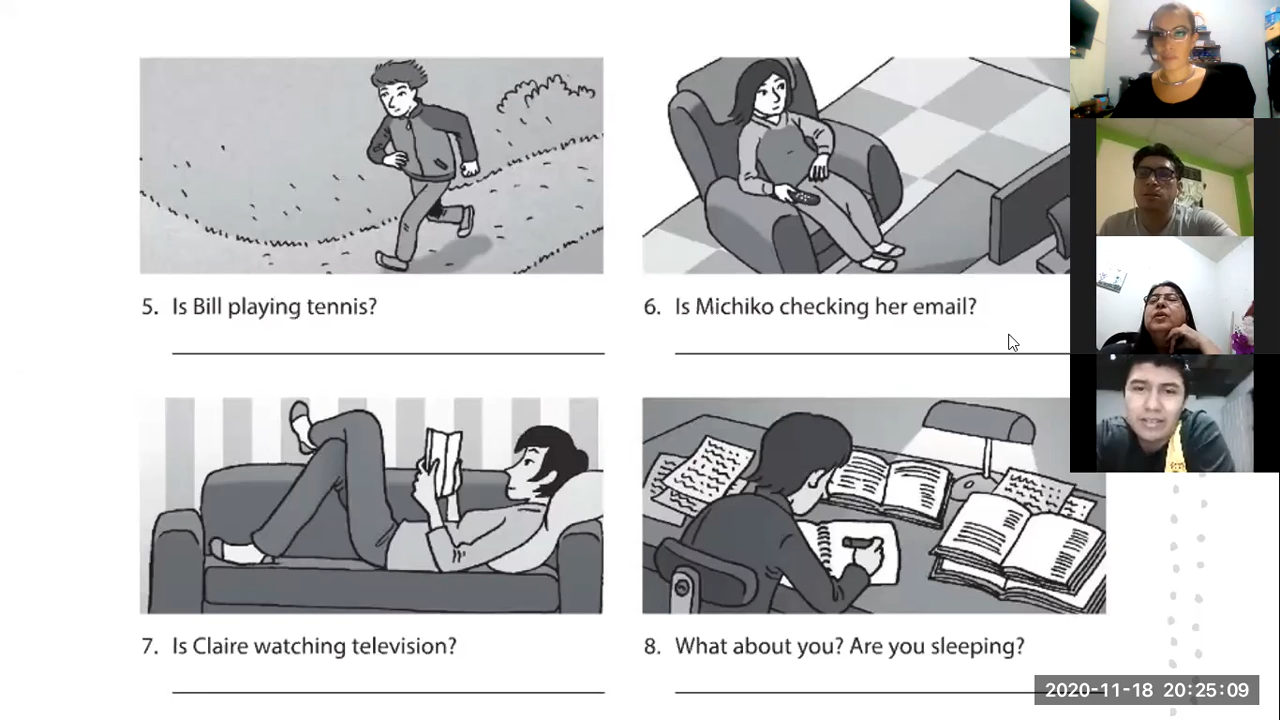 5. Is Bill playing tennis?
6. Is Michiko checking her email?
7. Is Claire watching television?
8. What about you? Are you sleeping?
2020-11-18 20:25:09